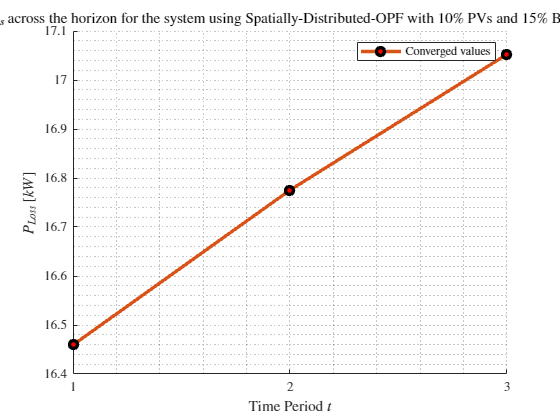 s across the horizon for the system using Spatially-Distributed-OPF with 10% PVs and 15% B
17.1
Converged values
17
16.9
16.8
16.7
16.6
16.5
16.4
P_Loss [kW]
1
2
3
Time Period t